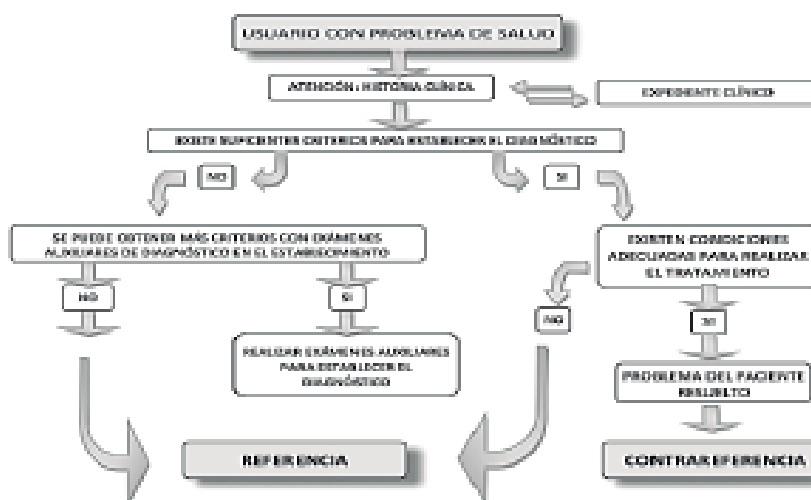 USUARIO CON PROBLEMA DE SALUD
ATENCIÓN: HISTORIA CLÍNICA
EXPEDIENTE CLÍNICO
EXISTE SUFICIENTES CRITERIOS PARA ESTABLECER EL DIAGNÓSTICO
NO
SI
SE PUEDE OBTENER MÁS CRITERIOS CON EXÁMENES
AUXILIARES DE DIAGNÓSTICO EN EL ESTABLECIMIENTO
EXISTEN CONDICIONES
ADECUADAS PARA REALIZAR
EL TRATAMIENTO
NO
SI
NO
SI
REALIZAR EXÁMENES AUXILIARES
PARA ESTABLECER EL
DIAGNÓSTICO
PROBLEMA DEL PACIENTE
RESUELTO
REFERENCIA
CONTRAREFERENCIA